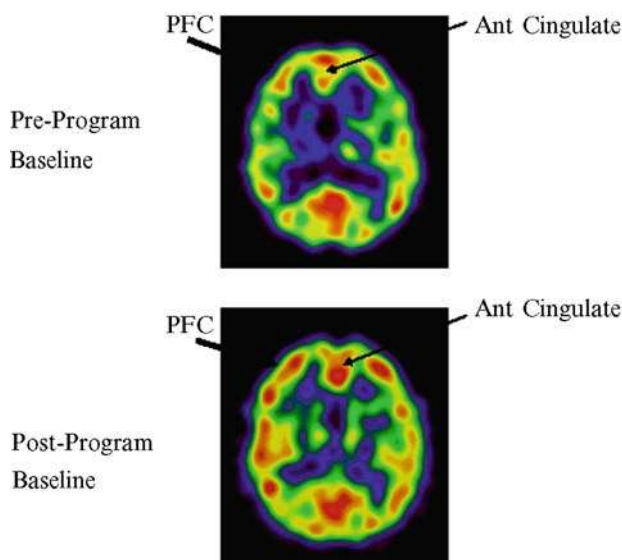 PFC
Ant Cingulate
Pre-Program
Baseline
PFC
Ant Cingulate
Post-Program
Baseline